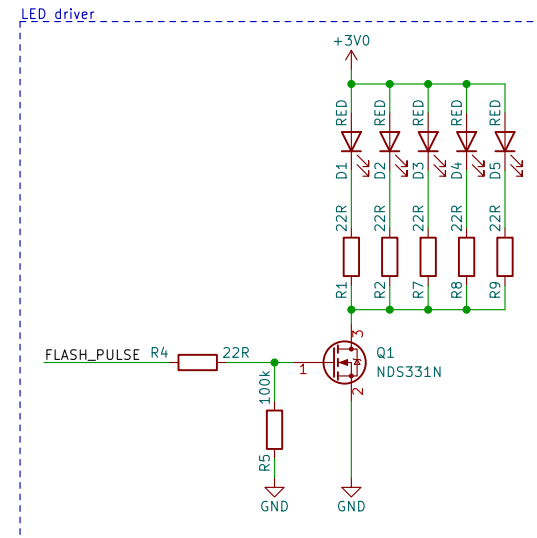 LED driver
+3V0
RED RED RED RED RED
D1 D2 D3 D4 D5
22R 22R 22R 22R 22R
R1 R2 R7 R8 R9
FLASH_PULSE R4 22R
100k
R5
1
3
2
Q1
NDS331N
GND GND